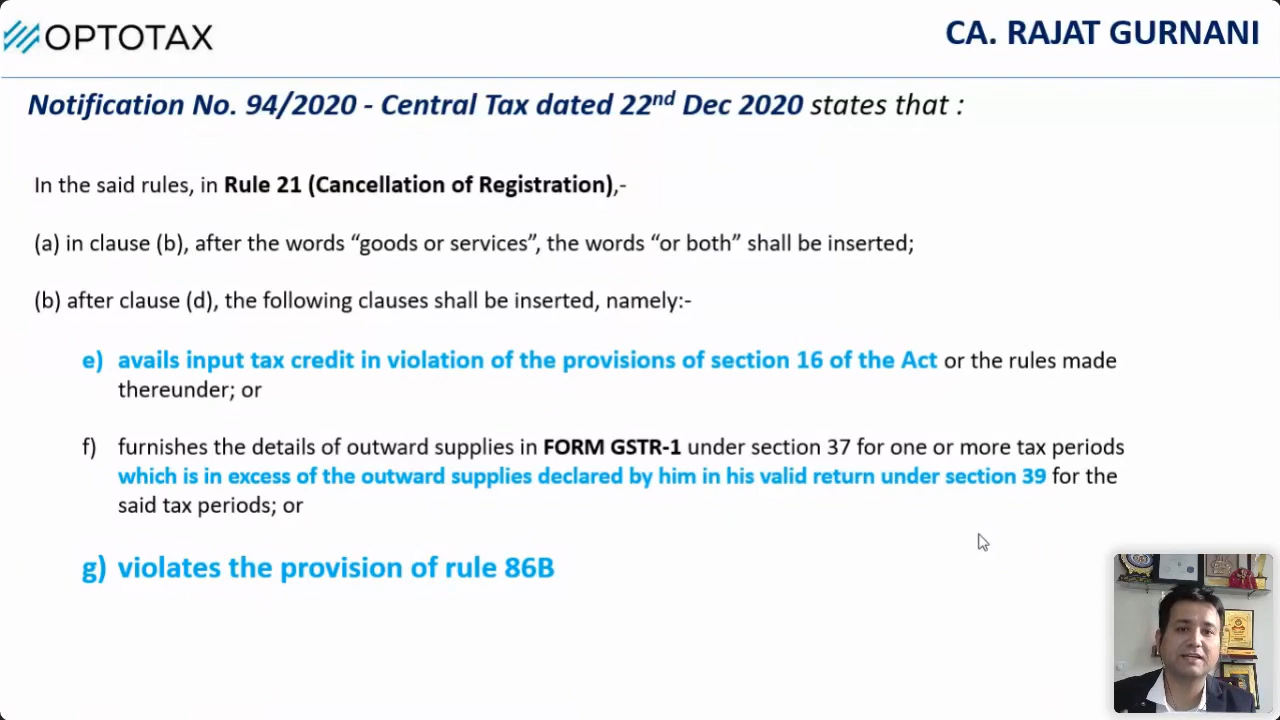 OPTOTAX
CA. RAJAT GURNANI
Notification No. 94/2020 - Central Tax dated 22nd Dec 2020 states that :
In the said rules, in Rule 21 (Cancellation of Registration),-
(a) in clause (b), after the words “goods or services”, the words “or both” shall be inserted;
(b) after clause (d), the following clauses shall be inserted, namely:-
e) avails input tax credit in violation of the provisions of section 16 of the Act or the rules made
thereunder; or
f) furnishes the details of outward supplies in FORM GSTR-1 under section 37 for one or more tax periods
which is in excess of the outward supplies declared by him in his valid return under section 39 for the
said tax periods; or
g) violates the provision of rule 86B